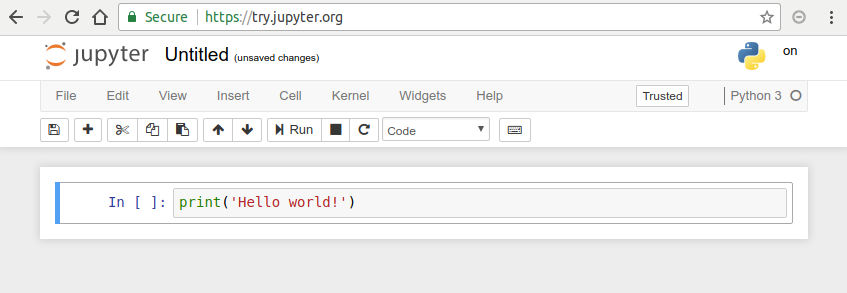 Secure https://try.jupyter.org
jupyter Untitled (unsaved changes) on
File Edit View Insert Cell Kernel Widgets Help Trusted Python 3
Run Code
In [ ]: print('Hello world!')